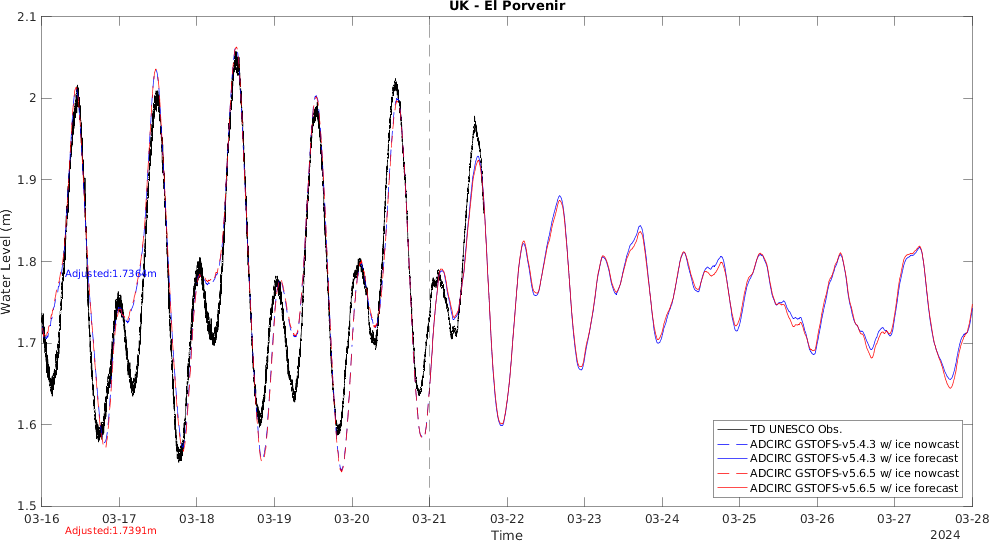 UK - El Porvenir
2.1
2
1.9
1.8
1.7
1.6
1.5
Water Level (m)
Adjusted:1.7364m
Adjusted:1.7391m
TD UNESCO Obs.
ADCIRC GSTOFS-v5.4.3 w/ ice nowcast
ADCIRC GSTOFS-v5.4.3 w/ ice forecast
ADCIRC GSTOFS-v5.6.5 w/ ice nowcast
ADCIRC GSTOFS-v5.6.5 w/ ice forecast
03-16 03-17 03-18 03-19 03-20 03-21 03-22 03-23 03-24 03-25 03-26 03-27 03-28
Time
2024